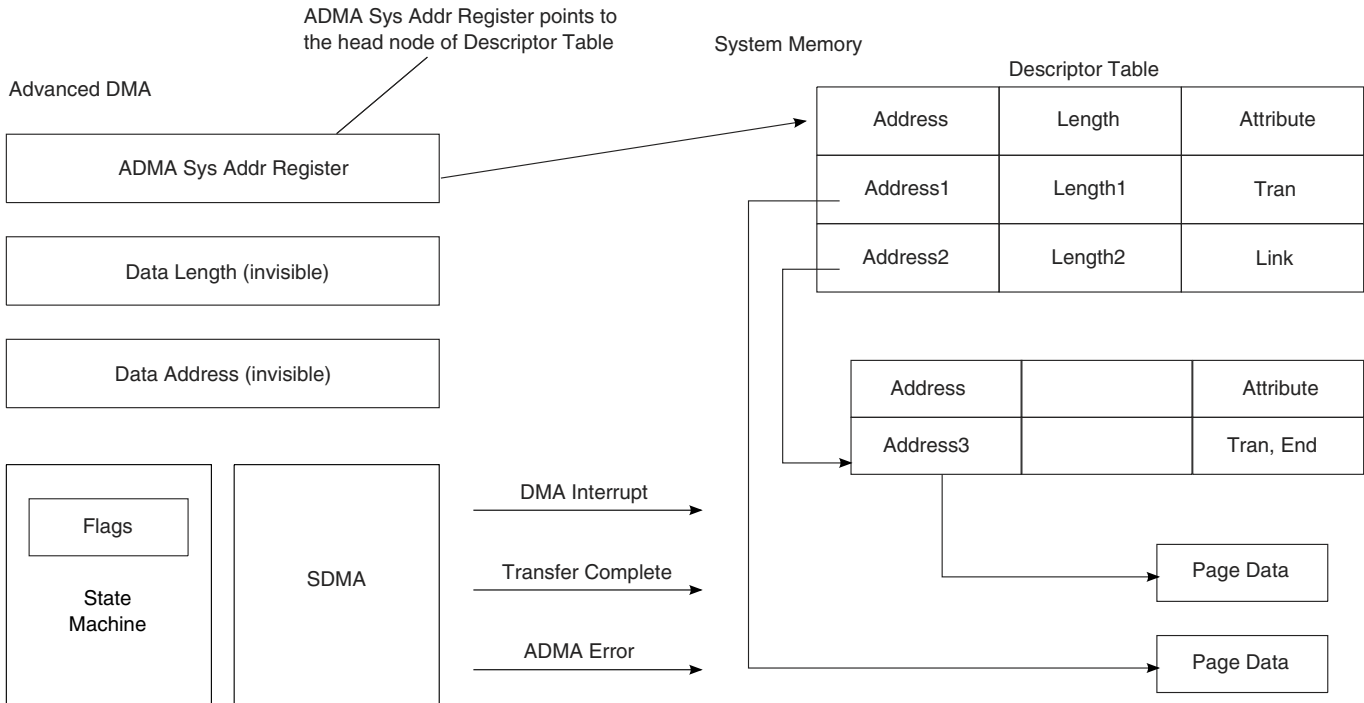 ADMA Sys Addr Register points to
the head node of Descriptor Table
System Memory
Advanced DMA
Descriptor Table
ADMA Sys Addr Register
Address Length Attribute
Address1 Length1 Tran
Address2 Length2 Link
Data Length (invisible)
Data Address (invisible)
Address Attribute
Address3 Tran, End
Flags
State
Machine
SDMA
DMA Interrupt
Transfer Complete
ADMA Error
Page Data
Page Data